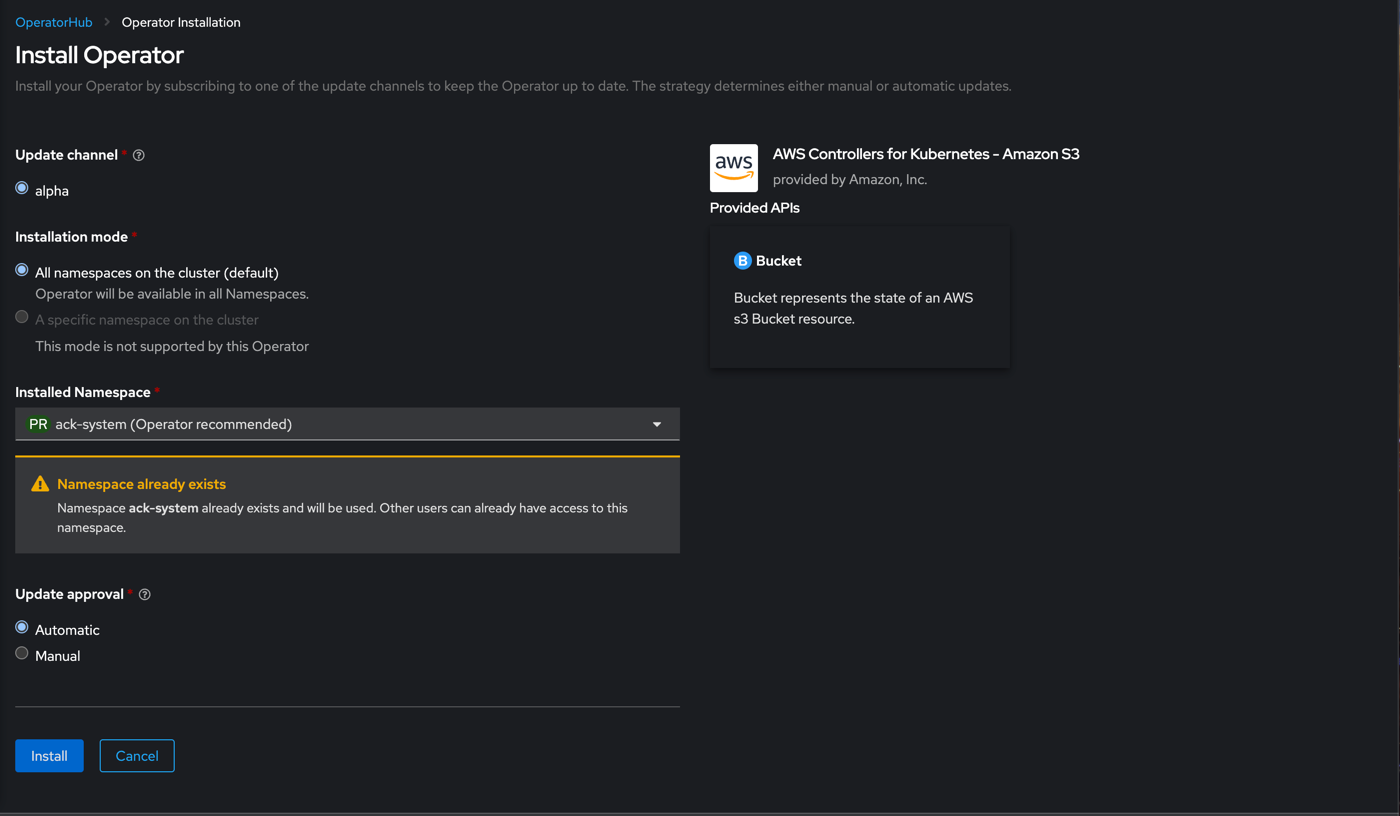 OperatorHub > Operator Installation
Install Operator
Install your Operator by subscribing to one of the update channels to keep the Operator up to date. The strategy determines either manual or automatic updates.
Update channel *
alpha
Installation mode *
All namespaces on the cluster (default)
Operator will be available in all Namespaces.
A specific namespace on the cluster
This mode is not supported by this Operator
Installed Namespace *
PR ack-system (Operator recommended)
Namespace already exists
Namespace ack-system already exists and will be used. Other users can already have access to this
namespace.
Update approval *
Automatic
Manual
Install
Cancel
aws
AWS Controllers for Kubernetes - Amazon S3
provided by Amazon, Inc.
Provided APIs
B Bucket
Bucket represents the state of an AWS
s3 Bucket resource.